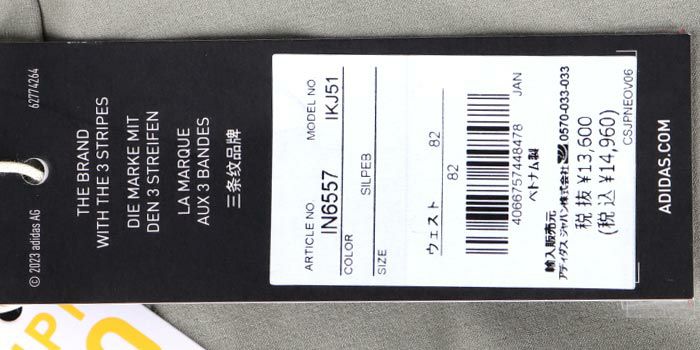 © 2023 adidas AG
62774264
THE BRAND
WITH THE 3 STRIPES
DIE MARKE MIT
DEN 3 STREIFEN
LA MARQUE
AUX 3 BANDES
三条纹品牌
ARTICLE NO
MODEL NO
IN6557
IKJ51
COLOR
SILPEB
SIZE
ウェスト 82
82
JAN
4066757448478
ベトナム製
輸入販売元
アディダス ジャパン株式会社 0570-033-033
税 抜 ¥13,600
(税 込 ¥14,960)
CSJPNEOV06
ADIDAS.COM